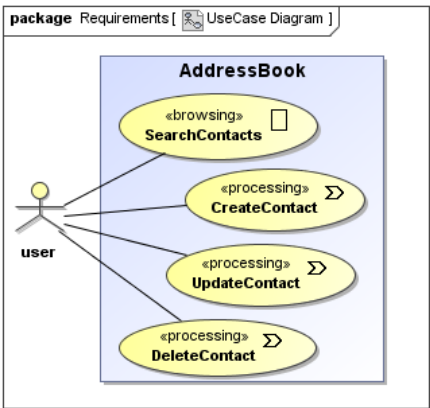 package Requirements [ UseCase Diagram ]
AddressBook
«browsing»
SearchContacts
«processing»
CreateContact
user
«processing»
UpdateContact
«processing»
DeleteContact